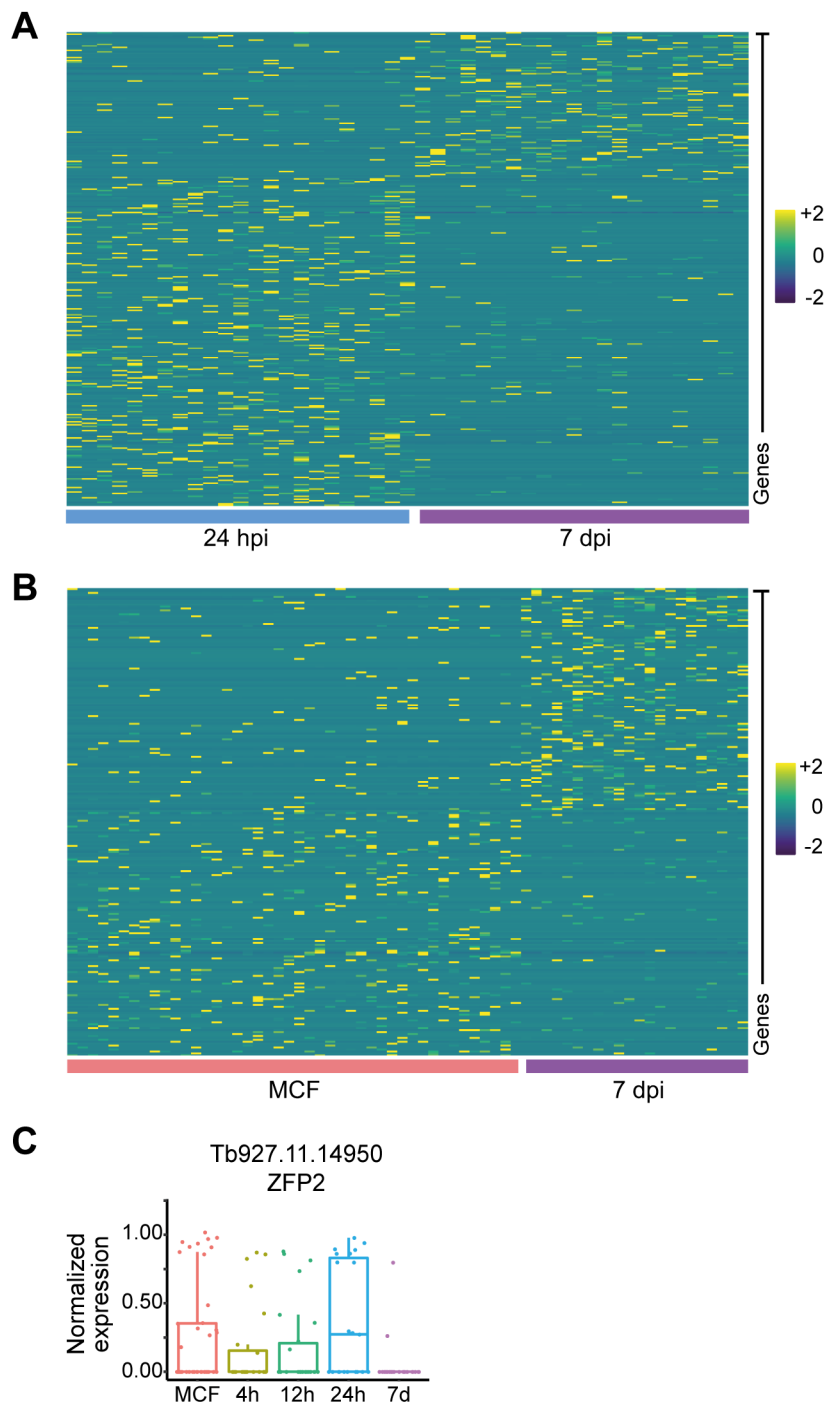 A
+2
0
-2
Genes
24 hpi
7 dpi
B
+2
0
-2
Genes
MCF
7 dpi
C
Tb927.11.14950
ZFP2
Normalized
expression
1.00
0.50
0.00
MCF 4h 12h 24h 7d